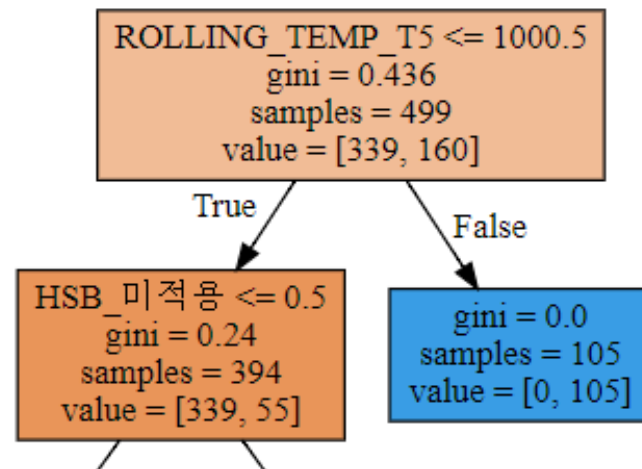 ROLLING_TEMP_T5 <= 1000.5
gini = 0.436
samples = 499
value = [339, 160]
True
False
HSB_미적용 <= 0.5
gini = 0.24
samples = 394
value = [339, 55]
gini = 0.0
samples = 105
value = [0, 105]